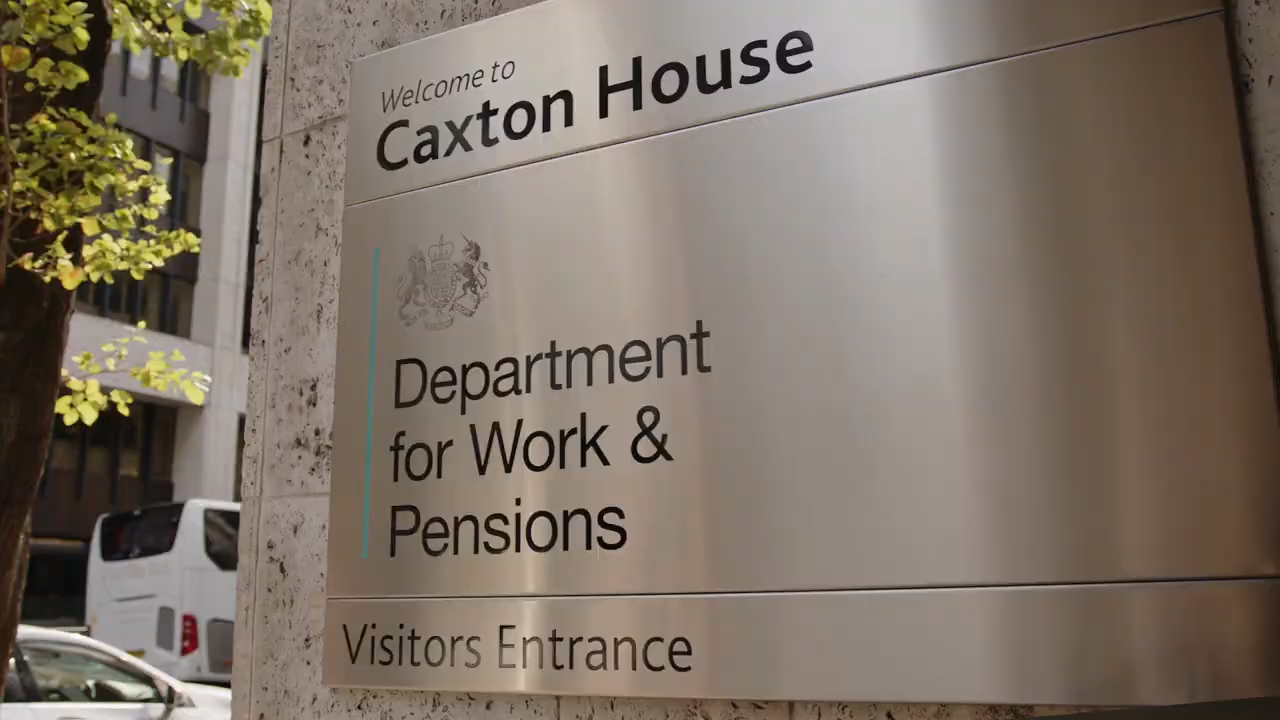 Welcome to
Caxton House
Department
for Work &
Pensions
Visitors Entrance